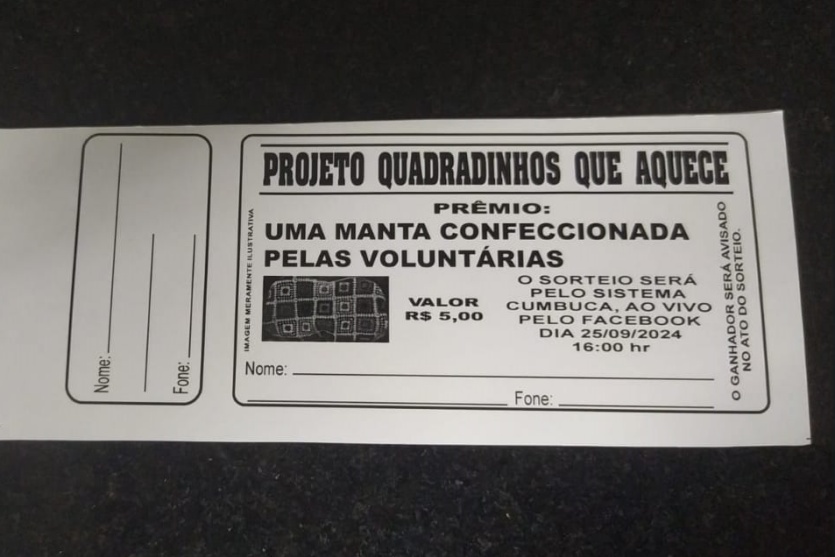 Nome:
Fone:
PROJETO QUADRADINHOS QUE AQUECE
PRÊMIO:
UMA MANTA CONFECCIONADA
PELAS VOLUNTÁRIAS
IMAGEM MERAMENTE ILUSTRATIVA
VALOR
R$ 5,00
O SORTEIO SERÁ
PELO SISTEMA
CUMBUCA, AO VIVO
PELO FACEBOOK
DIA 25/09/2024
16:00 hr
Nome:
Fone:
O GANHADOR SERÁ AVISADO
NO ATO DO SORTEIO.